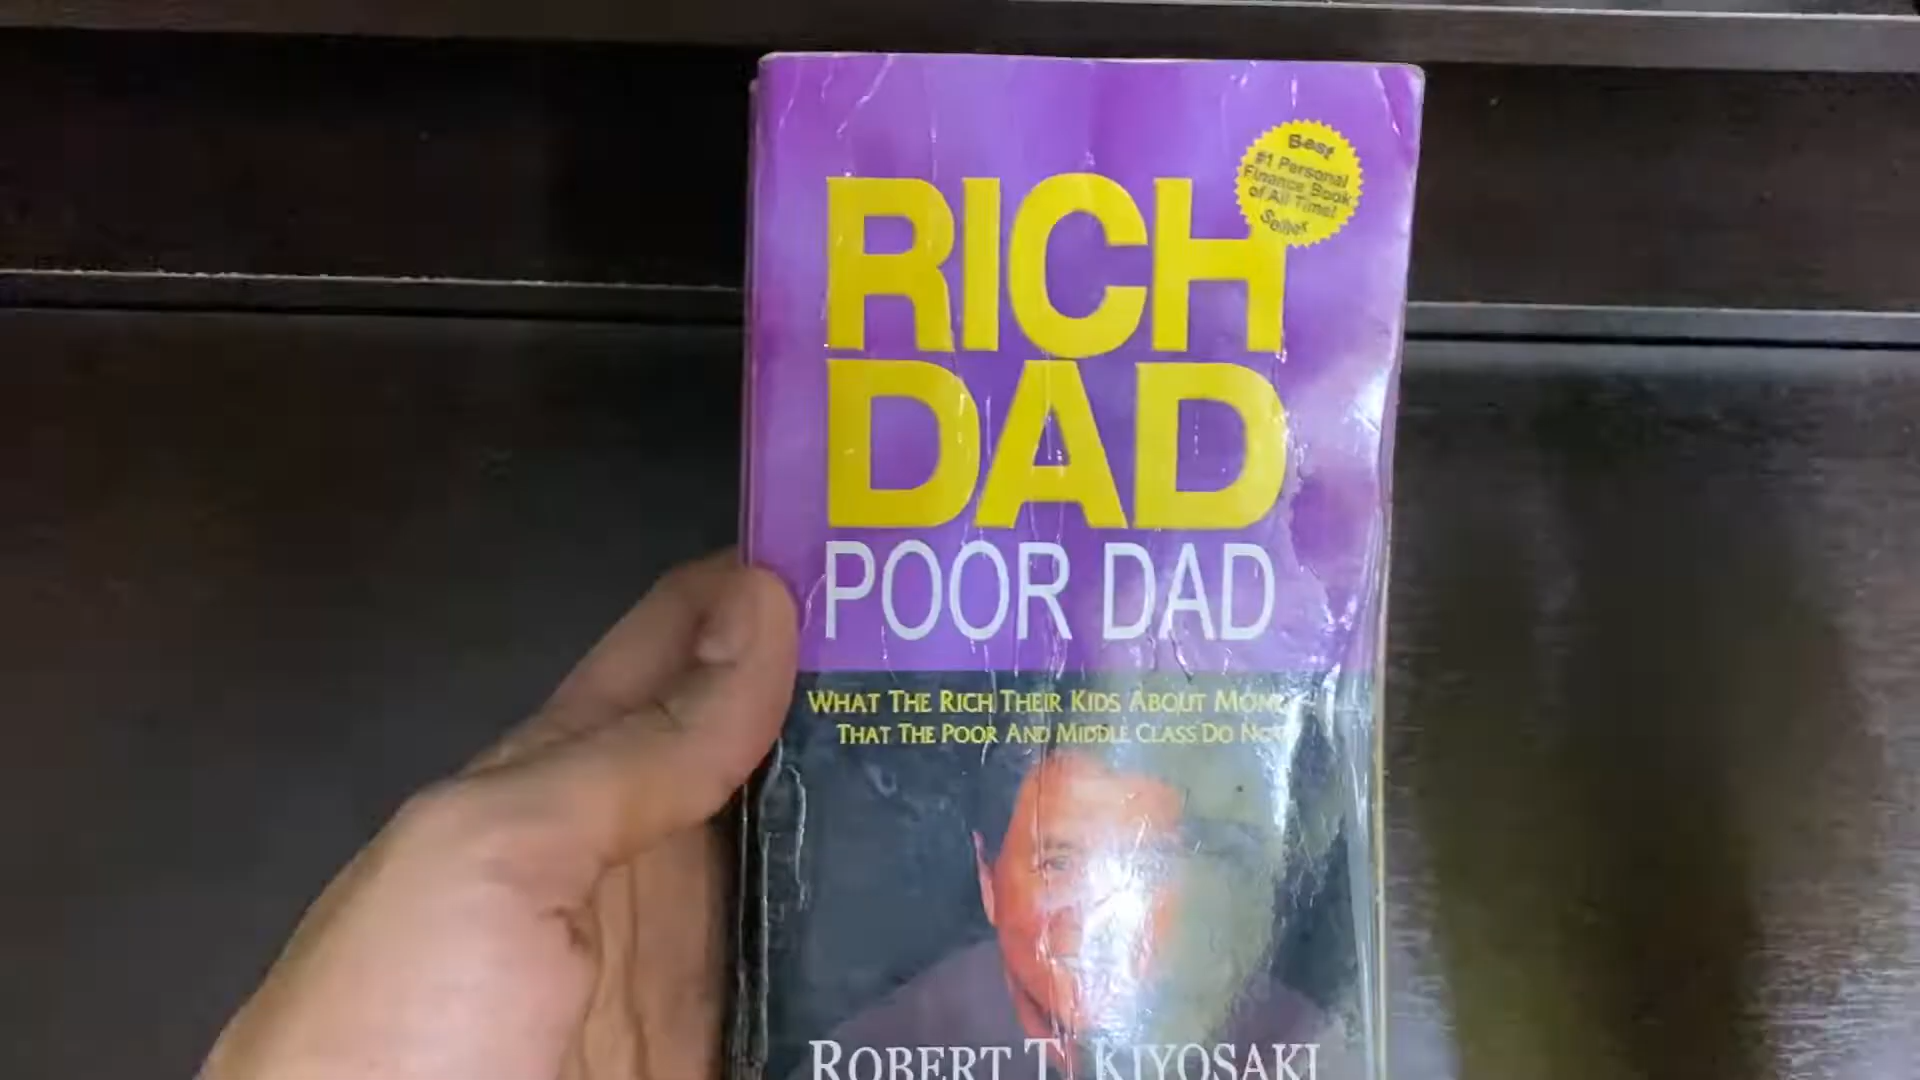 Best
#1 Personal
Finance Book
of All Time!
Seller
RICH
DAD
POOR DAD
WHAT THE RICH THEIR KIDS ABOUT
THAT THE POOR AND MIDDLE CLASS DO
ROBERT T. KIYOSAKI